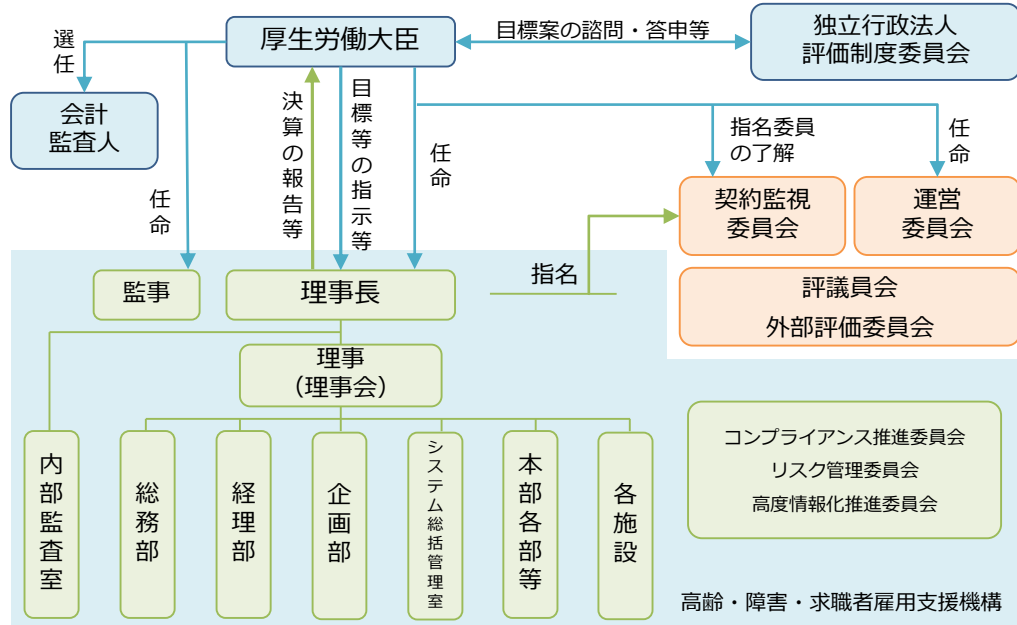 厚生労働大臣
目標案の諮問・答申等
独立行政法人
評価制度委員会
選任
会計
監査人
決算の報告等
目標等の指示等
任命
任命
指名委員
の了解
任命
契約監視
委員会
運営
委員会
監事
理事長
指名
評議員会
外部評価委員会
理事
（理事会）
内部監査室
総務部
経理部
企画部
システム総括管理室
本部各部等
各施設
コンプライアンス推進委員会
リスク管理委員会
高度情報化推進委員会
高齢・障害・求職者雇用支援機構